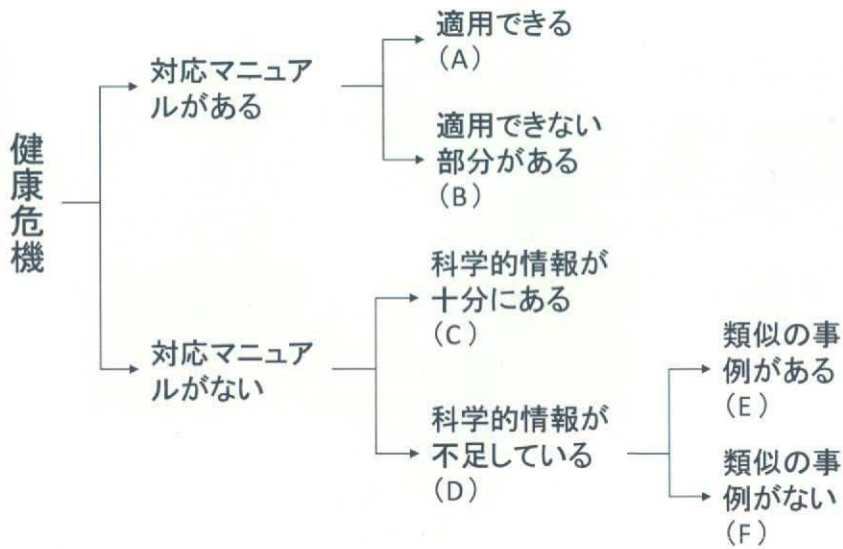 健康危機
対応マニュア
ルがある
適用できる
(A)
適用できない
部分がある
(B)
対応マニュア
ルがない
科学的情報が
十分にある
(C)
科学的情報が
不足している
(D)
類似の事
例がある
(E)
類似の事
例がない
(F)